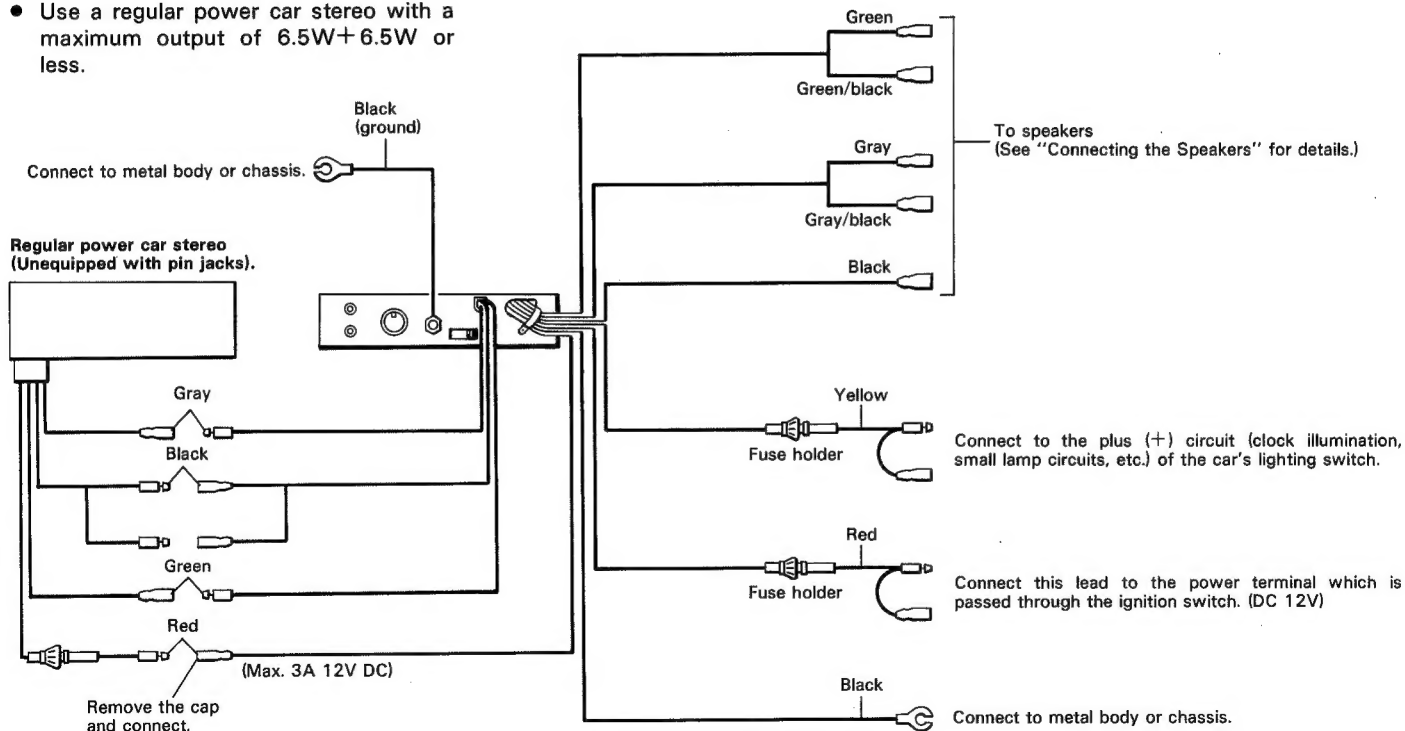 ● Use a regular power car stereo with a
maximum output of 6.5W+6.5W or
less.
Black
(ground)
Connect to metal body or chassis.
Regular power car stereo
(Unequipped with pin jacks).
Gray
Black
Green
Red
(Max. 3A 12V DC)
Remove the cap
and connect.
Green
Green/black
Gray
Gray/black
Black
To speakers
(See "Connecting the Speakers" for details.)
Yellow
Fuse holder
Connect to the plus (+) circuit (clock illumination,
small lamp circuits, etc.) of the car's lighting switch.
Red
Fuse holder
Connect this lead to the power terminal which is
passed through the ignition switch. (DC 12V)
Black
Connect to metal body or chassis.